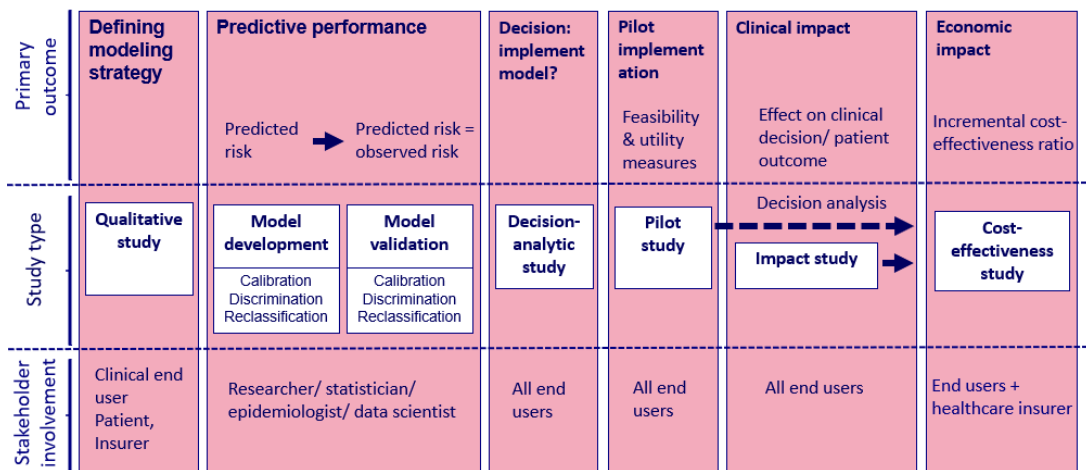 Primary
outcome
Defining
modeling
strategy
Predictive performance
Predicted
risk
Predicted risk =
observed risk
Decision:
implement
model?
Pilot
implement
ation
Feasibility
& utility
measures
Clinical impact
Effect on clinical
decision/ patient
outcome
Economic
impact
Incremental cost-
effectiveness ratio
Study type
Qualitative
study
Model
development
Calibration
Discrimination
Reclassification
Model
validation
Calibration
Discrimination
Reclassification
Decision-
analytic
study
Pilot
study
Decision analysis
Impact study
Cost-
effectiveness
study
Stakeholder
involvement
Clinical end
user
Patient,
Insurer
Researcher/ statistician/
epidemiologist/ data scientist
All end
users
All end
users
All end users
End users +
healthcare insurer